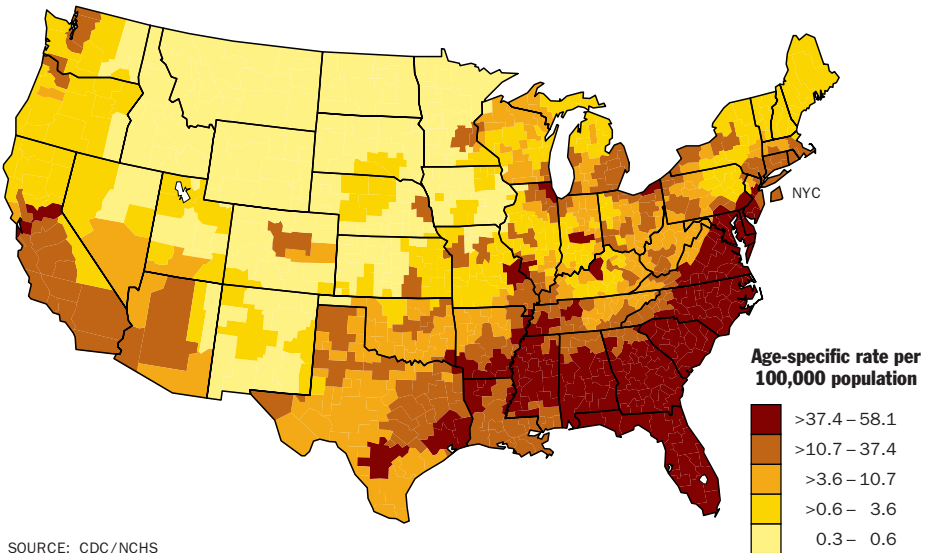 NYC
Age-specific rate per
100,000 population
>37.4 – 58.1
>10.7 – 37.4
>3.6 – 10.7
>0.6 – 3.6
0.3 – 0.6
SOURCE: CDC/NCHS